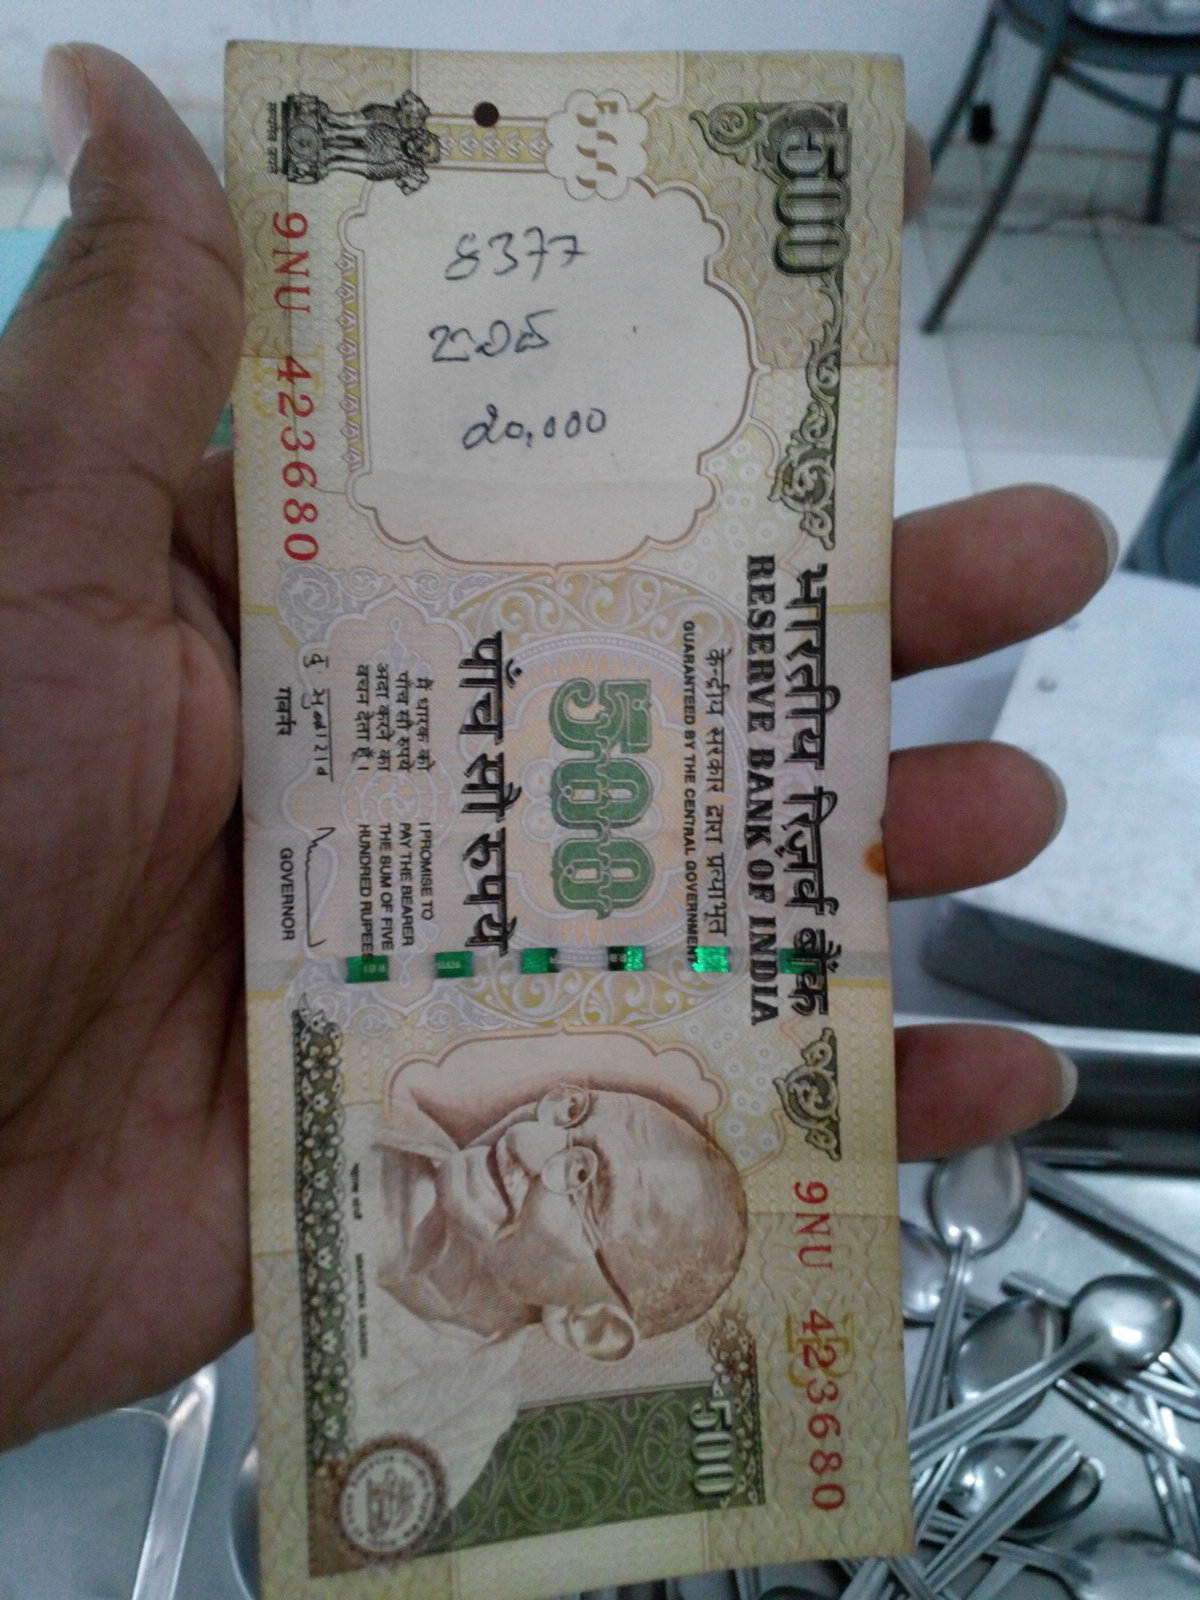 500
भारतीय रिज़र्व बैंक
RESERVE BANK OF INDIA
केन्द्रीय सरकार द्वारा प्रत्याभूत
GUARANTEED BY THE CENTRAL GOVERNMENT
9NU 423680
8377
20,000
500
पाँच सौ रुपये
मैं धारक को
पाँच सौ रुपये
अदा करने का
वचन देता हूँ ।
I PROMISE TO
PAY THE BEARER
THE SUM OF FIVE
HUNDRED RUPEES
गवर्नर
GOVERNOR
9NU 423680
500
सत्यमेव जयते
महात्मा गांधी
MAHATMA GANDHI